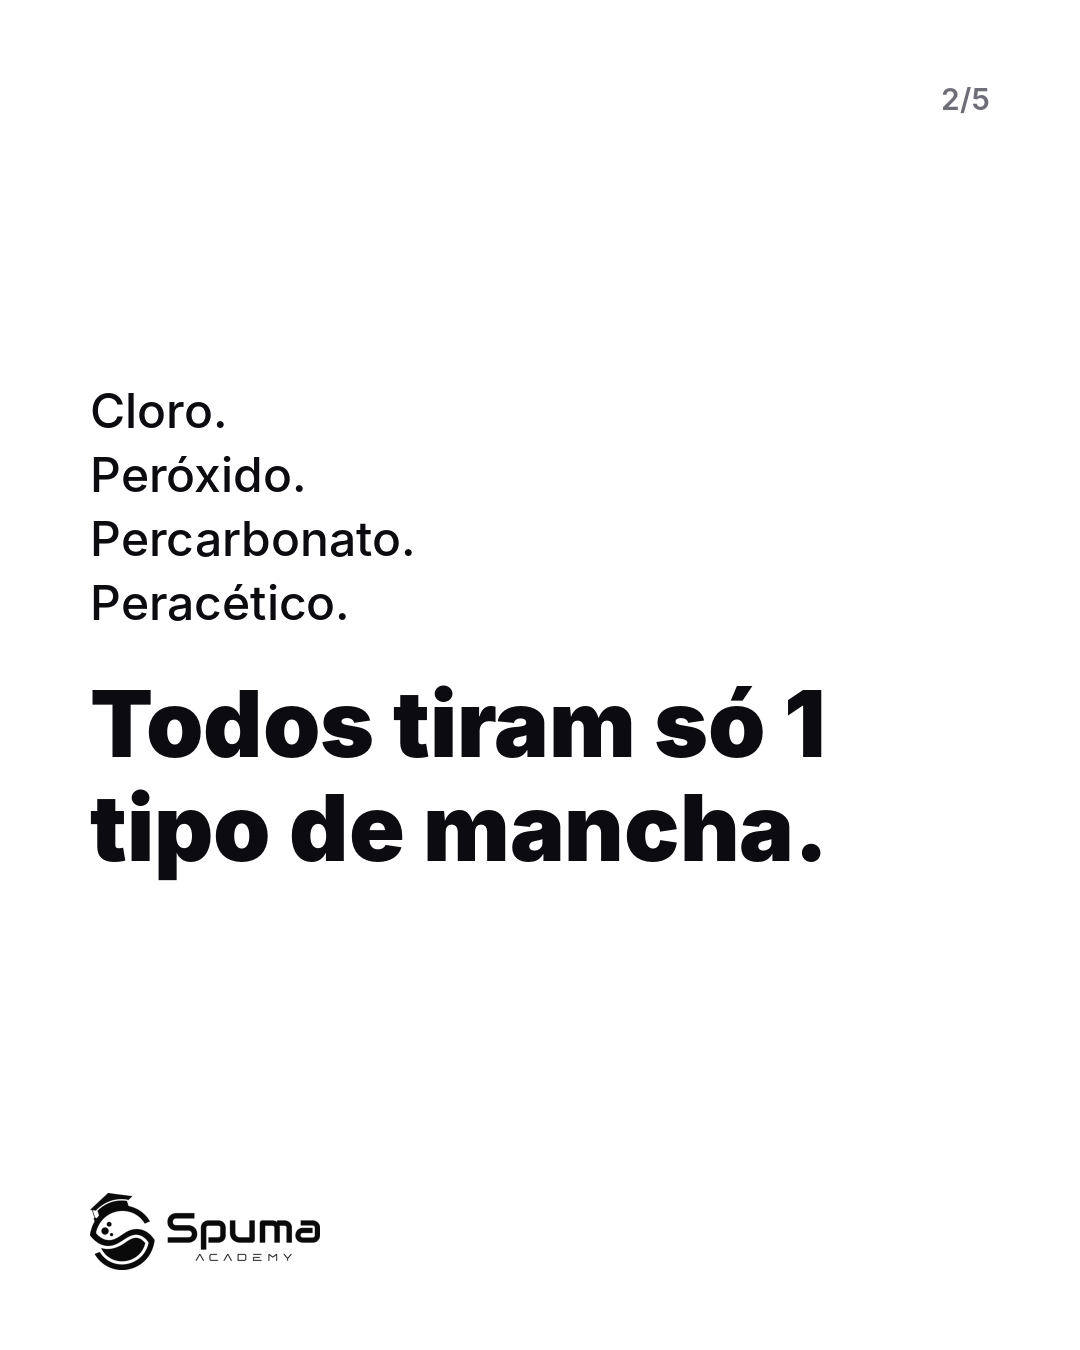 2/5
Cloro.
Peróxido.
Percarbonato.
Peracético.
Todos tiram só 1
tipo de mancha.
Spuma
ACADEMY